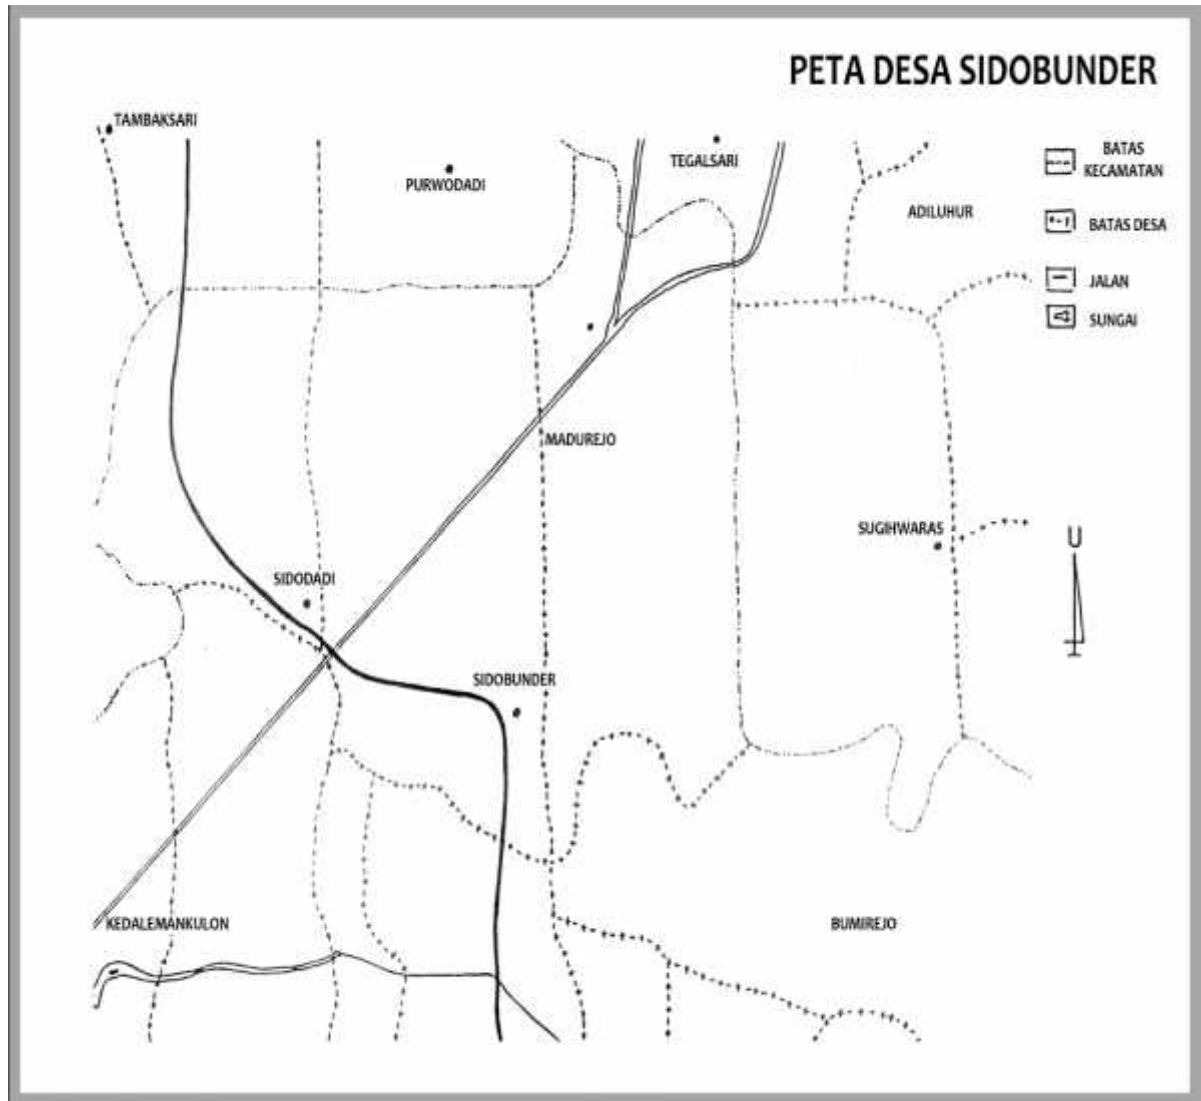 PETA DESA SIDOBUNDER
TAMBAKSARI
PURWODADI
TEGALSARI
ADILUHUR
BATAS
KECAMATAN
BATAS DESA
JALAN
SUNGAI
MADUREJO
SUGIHWARAS
U
SIDODADI
SIDOBUNDER
KEDALEMANKULON
BUMIREJO